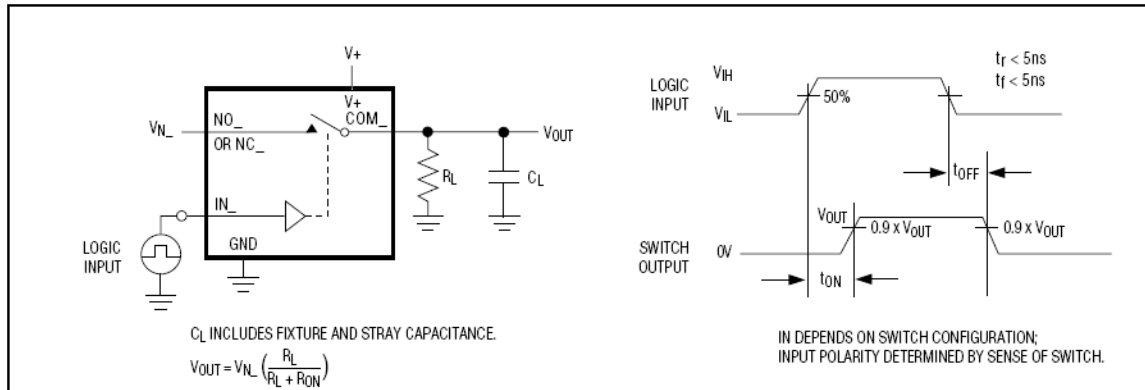 V+
V+
VN_
NO_
COM_
VOUT
OR NC_
RL
CL
IN_
LOGIC
INPUT
GND
CL INCLUDES FIXTURE AND STRAY CAPACITANCE.
VOUT = VN_ (RL / RL + RON)
LOGIC
INPUT
VIH
VIL
50%
tr < 5ns
tf < 5ns
tOFF
SWITCH
OUTPUT
VOUT
0V
0.9 x VOUT
0.9 x VOUT
tON
IN DEPENDS ON SWITCH CONFIGURATION;
INPUT POLARITY DETERMINED BY SENSE OF SWITCH.